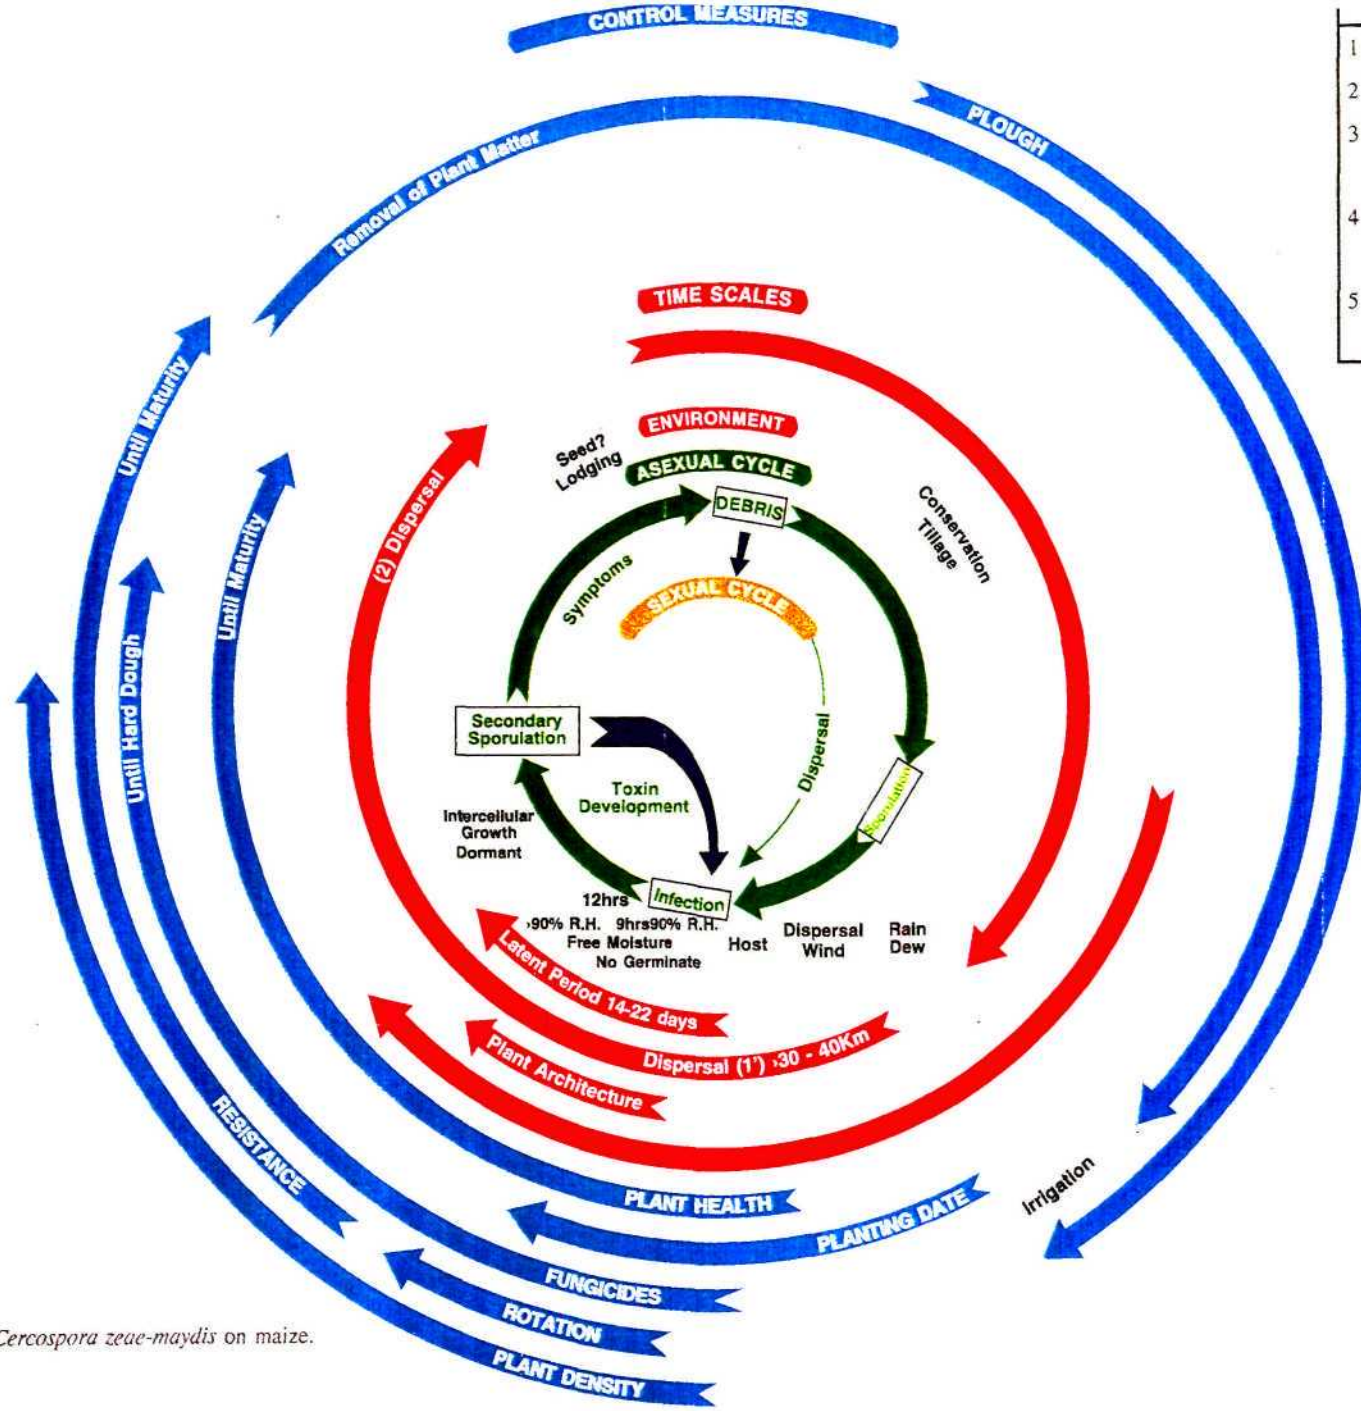 CONTROL MEASURES
1
PLOUGH
2
3
Removal of Plant Matter
4
TIME SCALES
5
Until Maturity
ENVIRONMENT
Seed?
Lodging
ASEXUAL CYCLE
DEBRIS
Conservation
Tillage
(2) Dispersal
Until Maturity
Symptoms
SEXUAL CYCLE
Until Hard Dough
Secondary
Sporulation
Dispersal
Sporulation
Toxin
Development
Intercellular
Growth
Dormant
Infection
12hrs
›90% R.H. 9hrs90% R.H.
Free Moisture
No Germinate
Host
Dispersal
Wind
Rain
Dew
Latent Period 14-22 days
Dispersal (1') ›30 - 40Km
Plant Architecture
RESISTANCE
Irrigation
PLANT HEALTH
PLANTING DATE
FUNGICIDES
ROTATION
PLANT DENSITY
Cercospora zeae-maydis on maize.